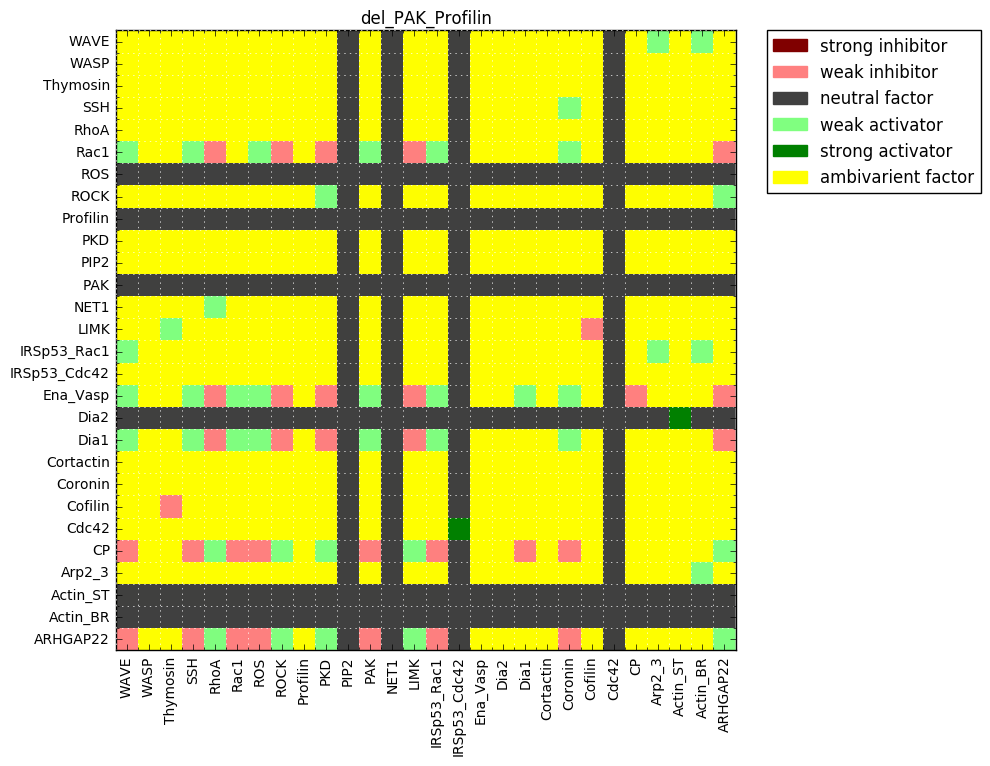 del_PAK_Profilin
WAVE
WASP
Thymosin
SSH
RhoA
Rac1
ROS
ROCK
Profilin
PKD
PIP2
PAK
NET1
LIMK
IRSp53_Rac1
IRSp53_Cdc42
Ena_Vasp
Dia2
Dia1
Cortactin
Coronin
Cofilin
Cdc42
CP
Arp2_3
Actin_ST
Actin_BR
ARHGAP22
WAVE
WASP
Thymosin
SSH
RhoA
Rac1
ROS
ROCK
Profilin
PKD
PIP2
PAK
NET1
LIMK
IRSp53_Rac1
IRSp53_Cdc42
Ena_Vasp
Dia2
Dia1
Cortactin
Coronin
Cofilin
Cdc42
CP
Arp2_3
Actin_ST
Actin_BR
ARHGAP22
strong inhibitor
weak inhibitor
neutral factor
weak activator
strong activator
ambivarient factor